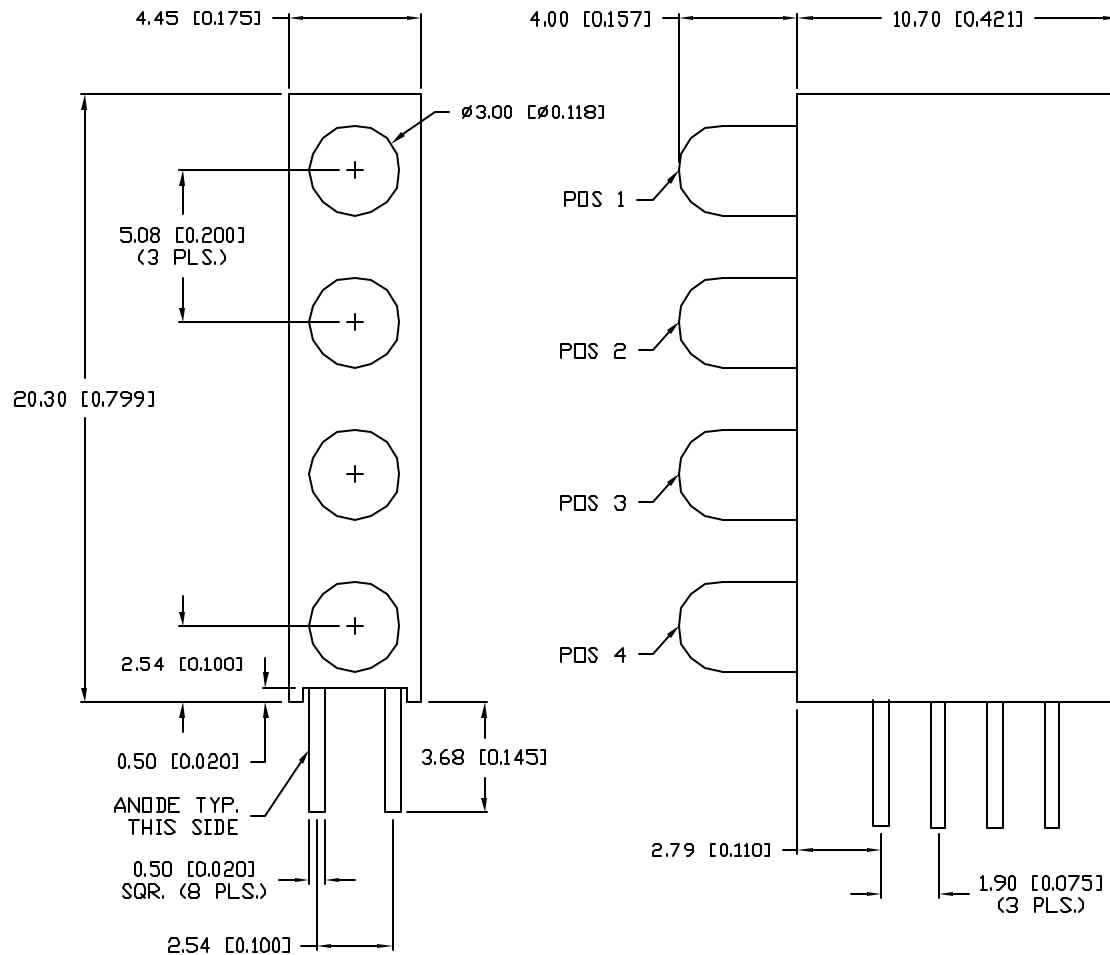 4.45 [0.175]
4.00 [0.157]
10.70 [0.421]
ø3.00 [ø0.118]
POS 1
5.08 [0.200]
(3 PLS.)
POS 2
20.30 [0.799]
POS 3
2.54 [0.100]
POS 4
0.50 [0.020]
3.68 [0.145]
ANODE TYP.
THIS SIDE
2.79 [0.110]
0.50 [0.020]
SQR. (8 PLS.)
1.90 [0.075]
(3 PLS.)
2.54 [0.100]